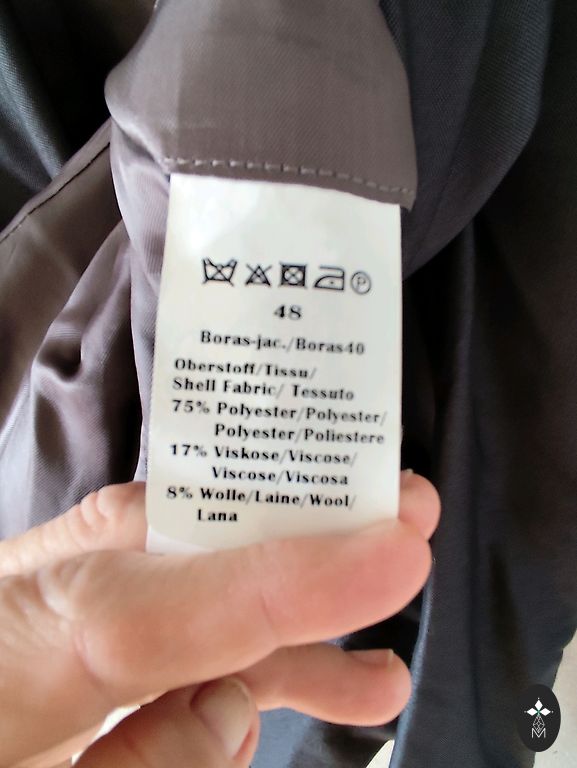 P
48
Boras-jac./Boras40
Oberstoff/Tissu/
Shell Fabric/ Tessuto
75% Polyester/Polyester/
Polyester/Poliestere
17% Viskose/Viscose/
Viscose/Viscosa
8% Wolle/Laine/Wool/
Lana
M